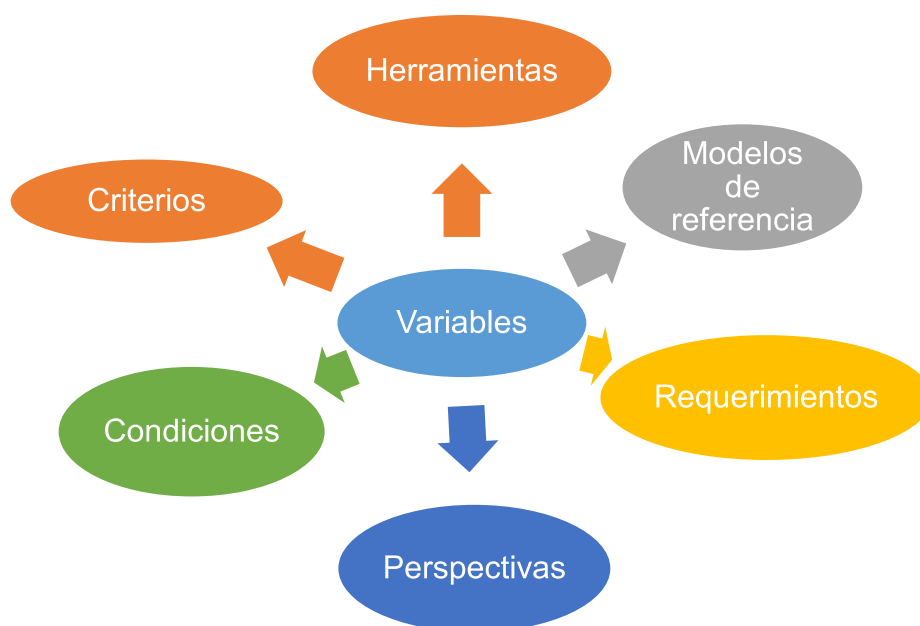 Herramientas
Modelos
de
referencia
Criterios
Variables
Requerimientos
Condiciones
Perspectivas